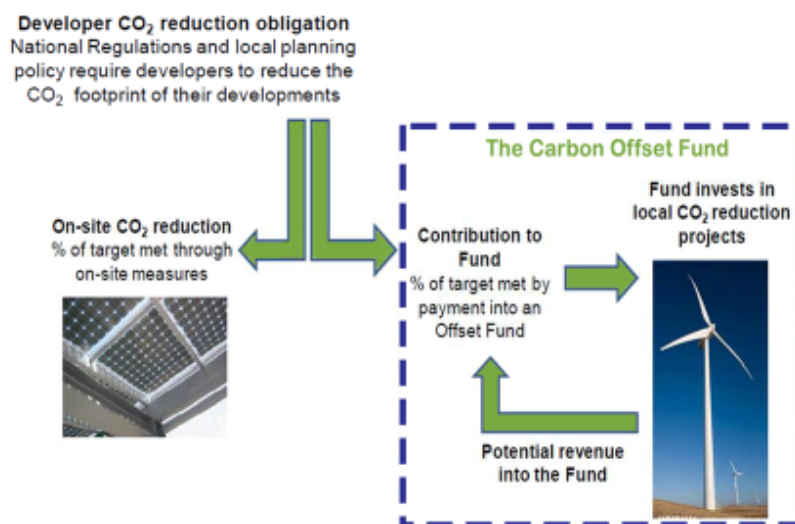 Developer CO₂ reduction obligation
National Regulations and local planning
policy require developers to reduce the
CO₂ footprint of their developments
The Carbon Offset Fund
On-site CO₂ reduction
% of target met through
on-site measures
Contribution to
Fund
% of target met by
payment into an
Offset Fund
Fund invests in
local CO₂ reduction
projects
Potential revenue
into the Fund